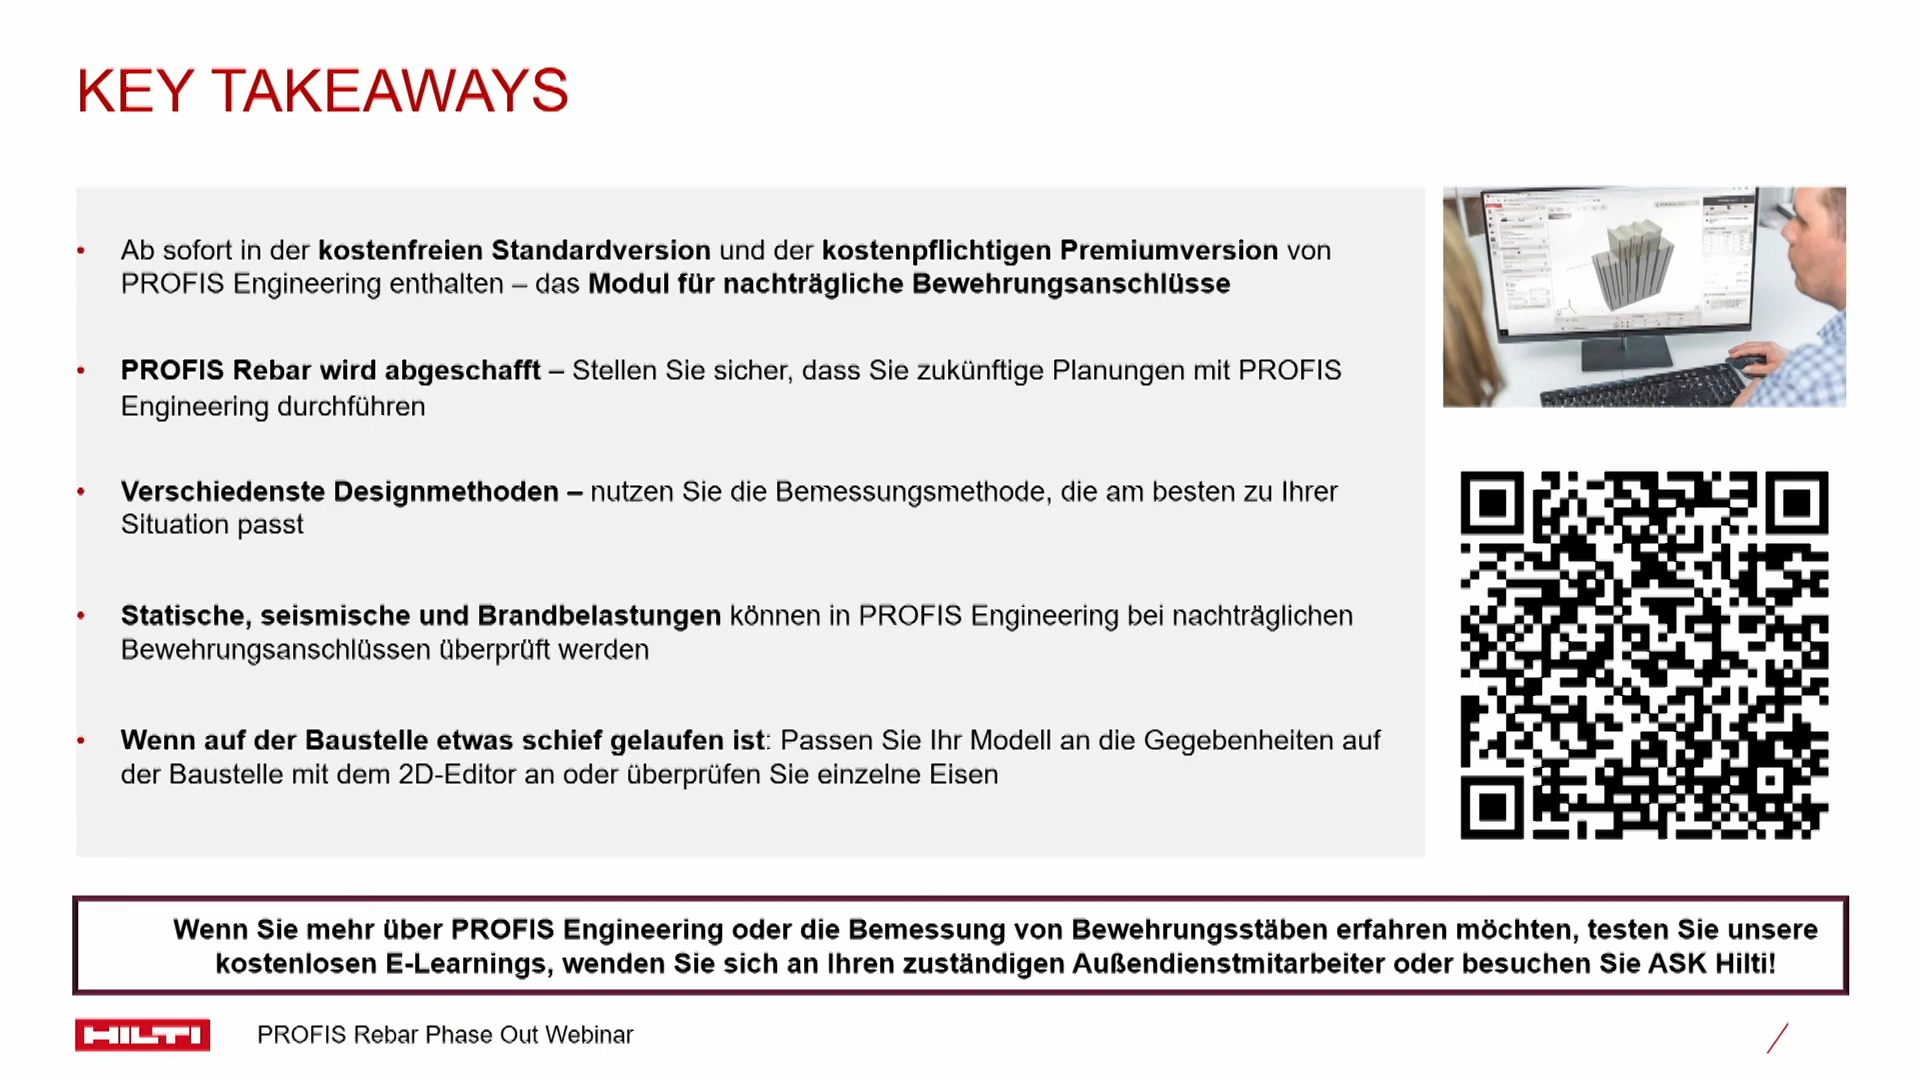 KEY TAKEAWAYS
• Ab sofort in der kostenfreien Standardversion und der kostenpflichtigen Premiumversion von
PROFIS Engineering enthalten – das Modul für nachträgliche Bewehrungsanschlüsse
• PROFIS Rebar wird abgeschafft – Stellen Sie sicher, dass Sie zukünftige Planungen mit PROFIS
Engineering durchführen
• Verschiedenste Designmethoden – nutzen Sie die Bemessungsmethode, die am besten zu Ihrer
Situation passt
• Statische, seismische und Brandbelastungen können in PROFIS Engineering bei nachträglichen
Bewehrungsanschlüssen überprüft werden
• Wenn auf der Baustelle etwas schief gelaufen ist: Passen Sie Ihr Modell an die Gegebenheiten auf
der Baustelle mit dem 2D-Editor an oder überprüfen Sie einzelne Eisen
Wenn Sie mehr über PROFIS Engineering oder die Bemessung von Bewehrungsstäben erfahren möchten, testen Sie unsere
kostenlosen E-Learnings, wenden Sie sich an Ihren zuständigen Außendienstmitarbeiter oder besuchen Sie ASK Hilti!
HILTI
PROFIS Rebar Phase Out Webinar